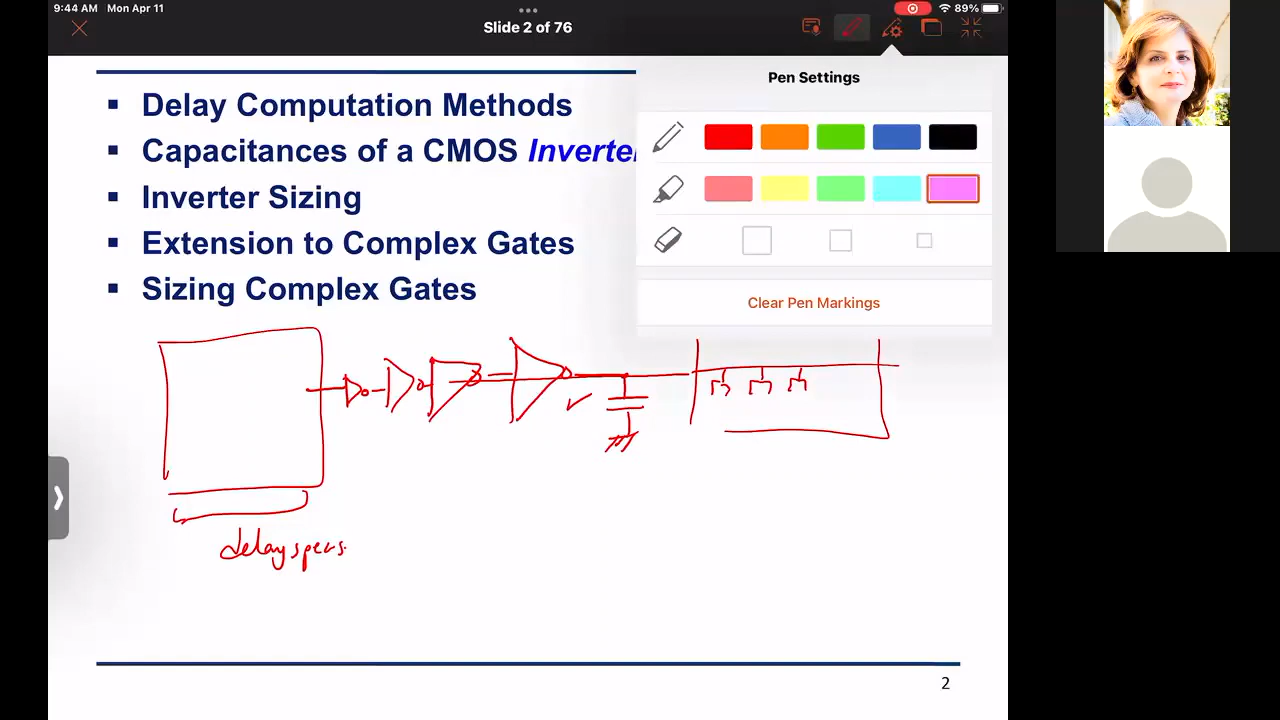 9:44 AM Mon Apr 11
89%
Slide 2 of 76
Pen Settings
Delay Computation Methods
Capacitances of a CMOS Inverter
Inverter Sizing
Extension to Complex Gates
Sizing Complex Gates
Clear Pen Markings
delay specs.
2